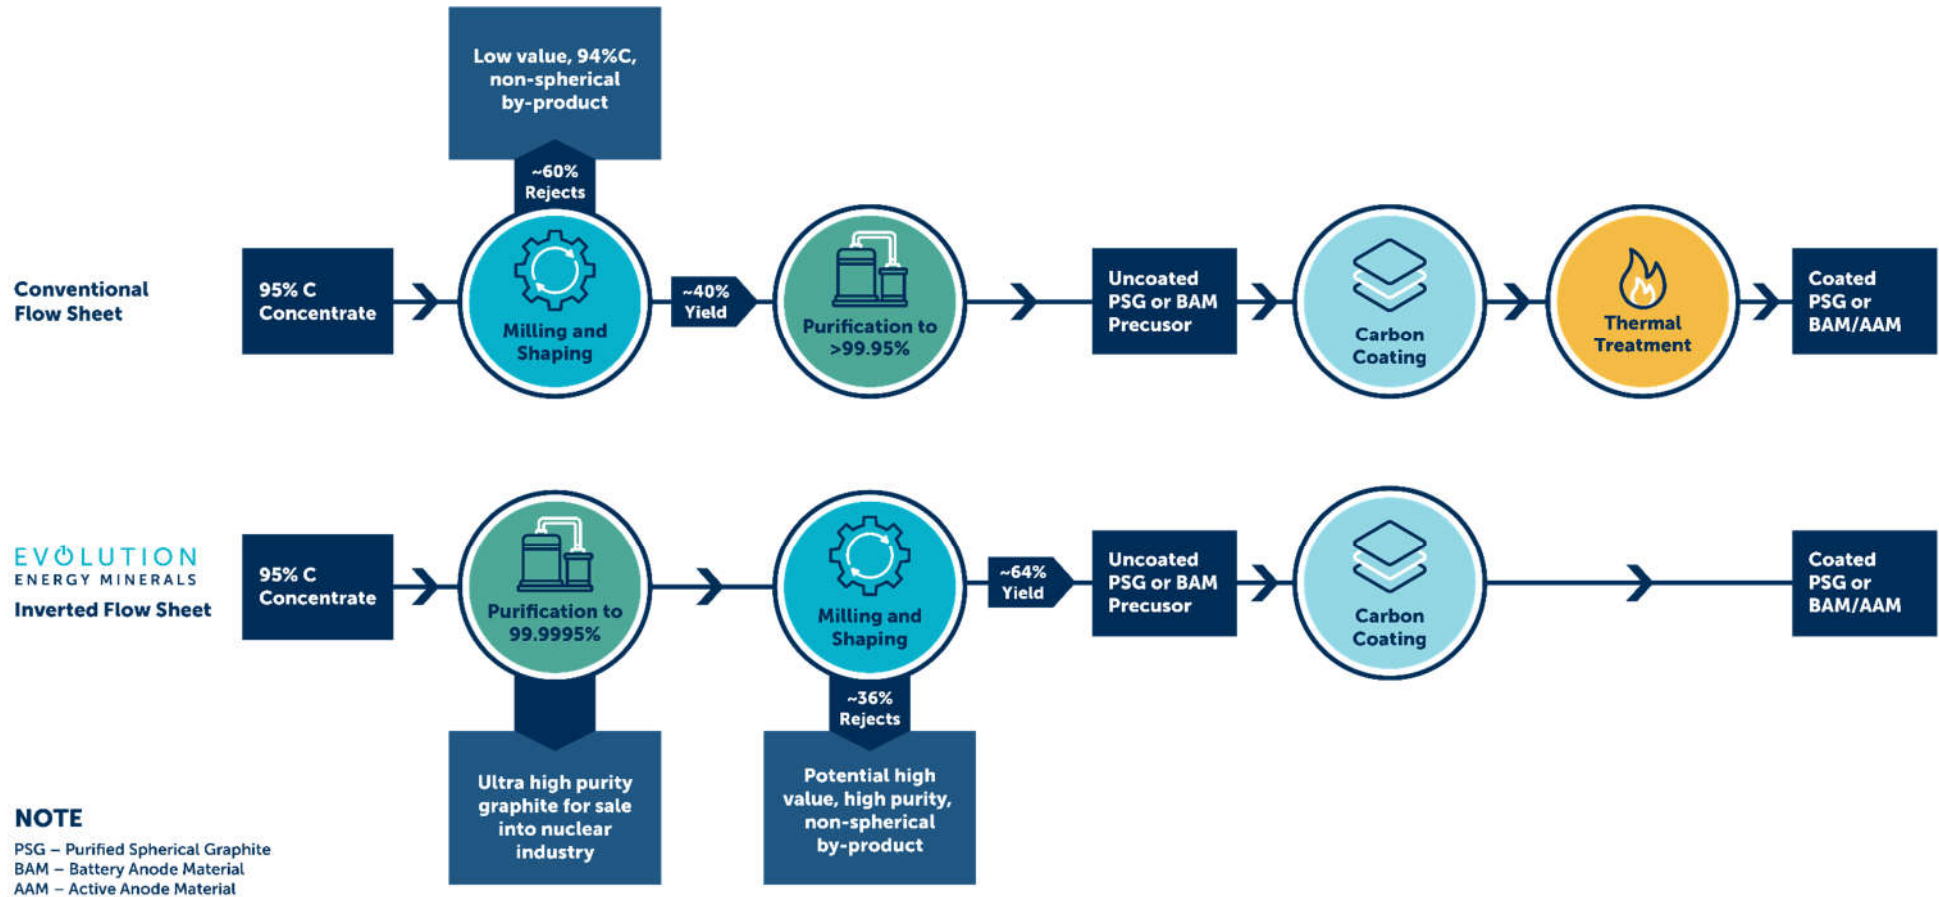 Low value, 94%C,
non-spherical
by-product
~60%
Rejects
Conventional
Flow Sheet
95% C
Concentrate
Milling and
Shaping
~40%
Yield
Purification to
>99.95%
Uncoated
PSG or BAM
Precusor
Carbon
Coating
Thermal
Treatment
Coated
PSG or
BAM/AAM
EVOLUTION
ENERGY MINERALS
Inverted Flow Sheet
95% C
Concentrate
Purification to
99.9995%
Ultra high purity
graphite for sale
into nuclear
industry
Milling and
Shaping
~36%
Rejects
Potential high
value, high purity,
non-spherical
by-product
~64%
Yield
Uncoated
PSG or BAM
Precusor
Carbon
Coating
Coated
PSG or
BAM/AAM
NOTE
PSG – Purified Spherical Graphite
BAM – Battery Anode Material
AAM – Active Anode Material